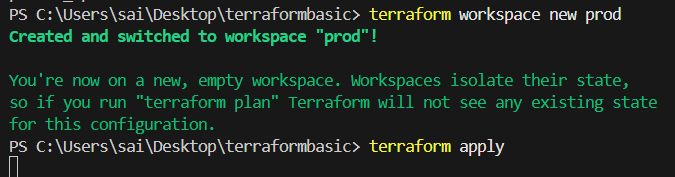 PS C:\Users\sai\Desktop\terraformbasic> terraform workspace new prod
Created and switched to workspace "prod"!
You're now on a new, empty workspace. Workspaces isolate their state,
so if you run "terraform plan" Terraform will not see any existing state
for this configuration.
PS C:\Users\sai\Desktop\terraformbasic> terraform apply